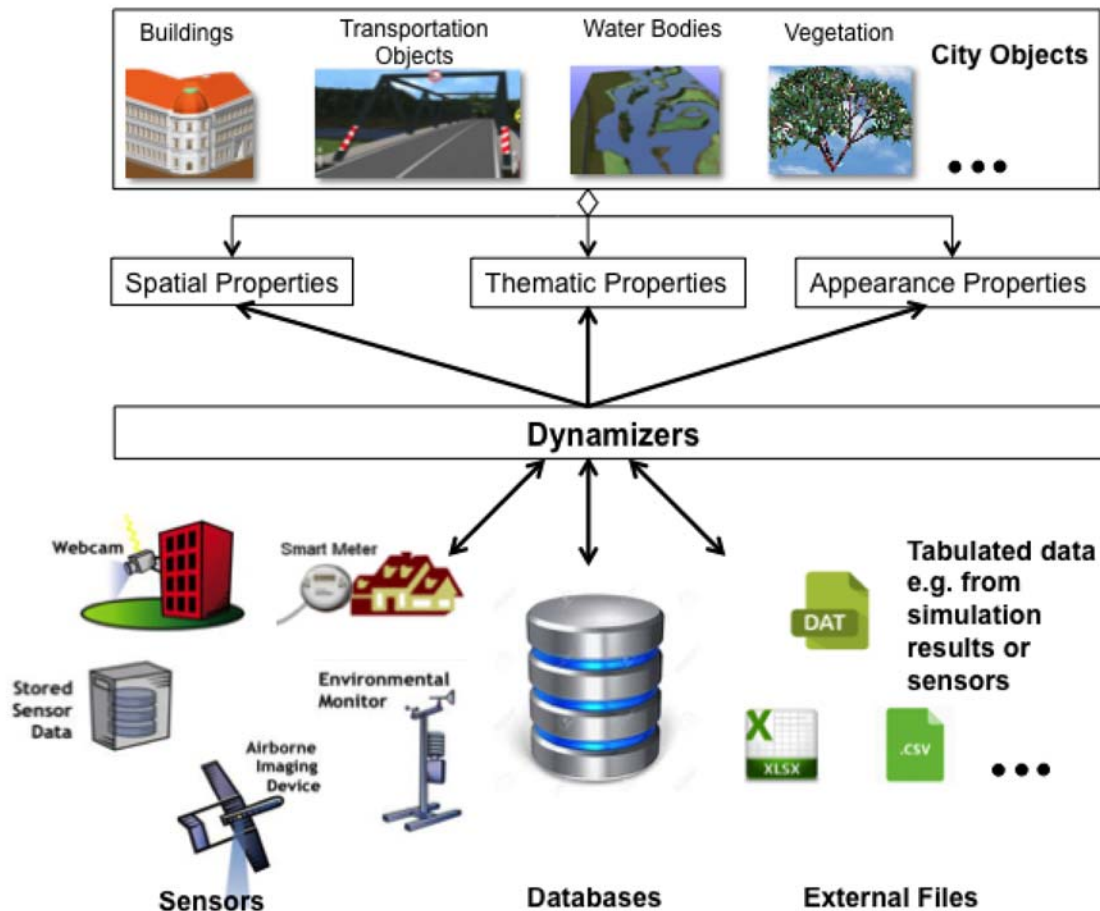 Buildings
Transportation
Objects
Water Bodies
Vegetation
City Objects
Spatial Properties
Thematic Properties
Appearance Properties
Dynamizers
Webcam
Smart Meter
Stored
Sensor
Data
Environmental
Monitor
Airborne
Imaging
Device
Sensors
Databases
DAT
Tabulated data
e.g. from
simulation
results or
sensors
X
XLSX
.CSV
External Files